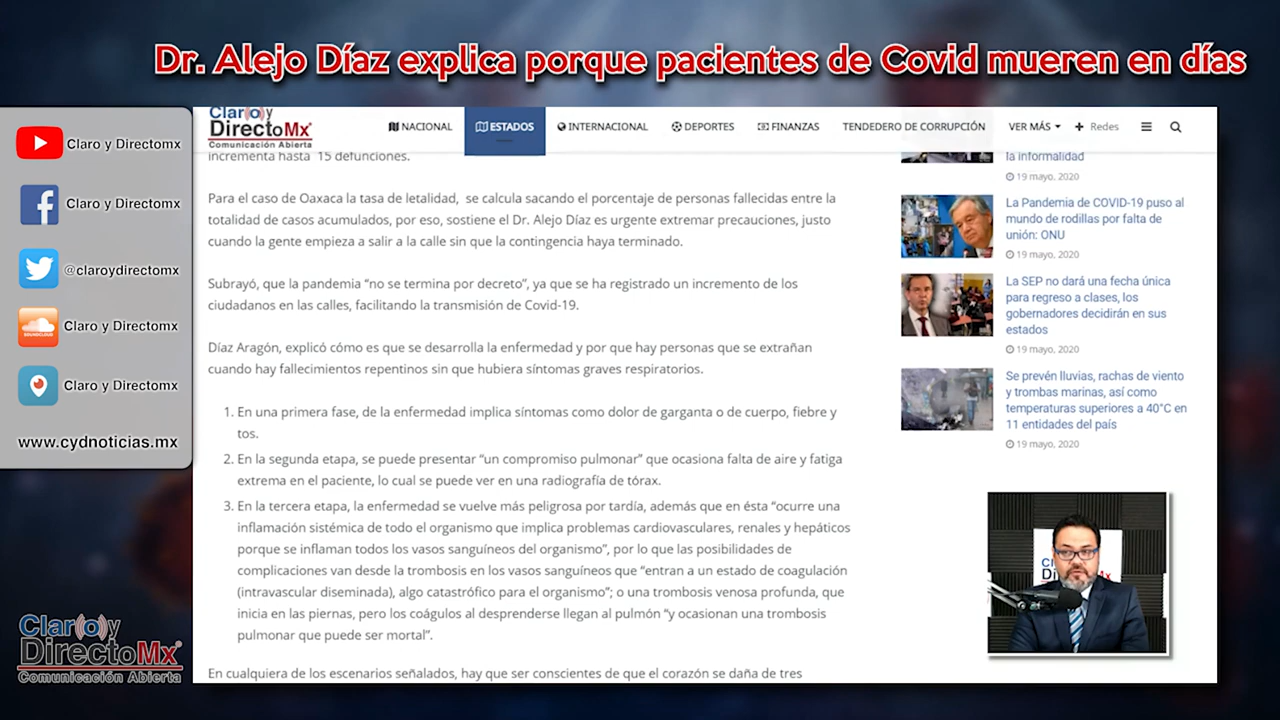 Dr. Alejo Díaz explica porque pacientes de Covid mueren en días
Claro y Directomx
Claro y Directomx
@claroydirectomx
SOUNDCLOUD
Claro y Directomx
Claro y Directomx
www.cydnoticias.mx
Claro y
DirectoMx
Comunicación Abierta
Claro y
DirectoMx
Comunicación Abierta
NACIONAL
ESTADOS
INTERNACIONAL
DEPORTES
FINANZAS
TENDEDERO DE CORRUPCIÓN
VER MÁS
Redes
incrementa hasta 15 defunciones.
Para el caso de Oaxaca la tasa de letalidad, se calcula sacando el porcentaje de personas fallecidas entre la
totalidad de casos acumulados, por eso, sostiene el Dr. Alejo Díaz es urgente extremar precauciones, justo
cuando la gente empieza a salir a la calle sin que la contingencia haya terminado.
Subrayó, que la pandemia “no se termina por decreto”, ya que se ha registrado un incremento de los
ciudadanos en las calles, facilitando la transmisión de Covid-19.
Díaz Aragón, explicó cómo es que se desarrolla la enfermedad y por que hay personas que se extrañan
cuando hay fallecimientos repentinos sin que hubiera síntomas graves respiratorios.
1. En una primera fase, de la enfermedad implica síntomas como dolor de garganta o de cuerpo, fiebre y
tos.
2. En la segunda etapa, se puede presentar “un compromiso pulmonar” que ocasiona falta de aire y fatiga
extrema en el paciente, lo cual se puede ver en una radiografía de tórax.
3. En la tercera etapa, la enfermedad se vuelve más peligrosa por tardía, además que en ésta “ocurre una
inflamación sistémica de todo el organismo que implica problemas cardiovasculares, renales y hepáticos
porque se inflaman todos los vasos sanguíneos del organismo”, por lo que las posibilidades de
complicaciones van desde la trombosis en los vasos sanguíneos que “entran a un estado de coagulación
(intravascular diseminada), algo catastrófico para el organismo”; o una trombosis venosa profunda, que
inicia en las piernas, pero los coágulos al desprenderse llegan al pulmón “y ocasionan una trombosis
pulmonar que puede ser mortal”.
En cualquiera de los escenarios señalados, hay que ser conscientes de que el corazón se daña de tres
la informalidad
19 mayo, 2020
La Pandemia de COVID-19 puso al
mundo de rodillas por falta de
unión: ONU
19 mayo, 2020
La SEP no dará una fecha única
para regreso a clases, los
gobernadores decidirán en sus
estados
19 mayo, 2020
Se prevén lluvias, rachas de viento
y trombas marinas, así como
temperaturas superiores a 40°C en
11 entidades del país
19 mayo, 2020